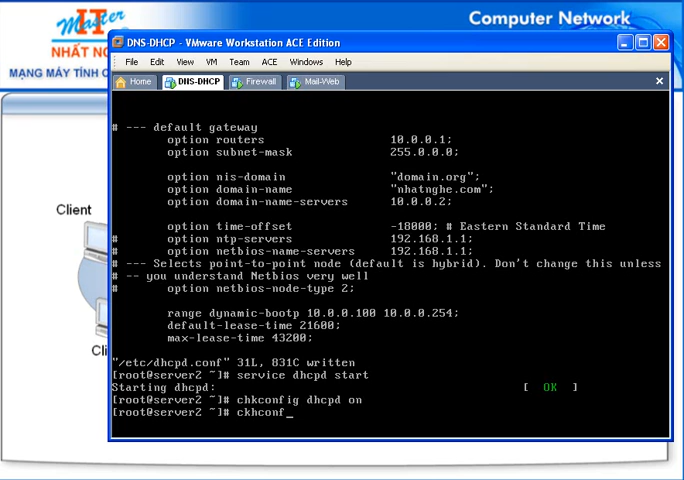 Master
IT
NHẤT NG
MẠNG MÁY TÍNH C
Computer Network
DNS-DHCP - VMware Workstation ACE Edition
File Edit View VM Team ACE Windows Help
Home DNS-DHCP Firewall Mail-Web
# --- default gateway
option routers 10.0.0.1;
option subnet-mask 255.0.0.0;
option nis-domain "domain.org";
option domain-name "nhatnghe.com";
option domain-name-servers 10.0.0.2;
option time-offset -18000; # Eastern Standard Time
# option ntp-servers 192.168.1.1;
# option netbios-name-servers 192.168.1.1;
# --- Selects point-to-point node (default is hybrid). Don't change this unless
# -- you understand Netbios very well
# option netbios-node-type 2;
range dynamic-bootp 10.0.0.100 10.0.0.254;
default-lease-time 21600;
max-lease-time 43200;
"/etc/dhcpd.conf" 31L, 831C written
[root@server2 ~]# service dhcpd start
Starting dhcpd: [ OK ]
[root@server2 ~]# chkconfig dhcpd on
[root@server2 ~]# ckhconf_
Client
Cli